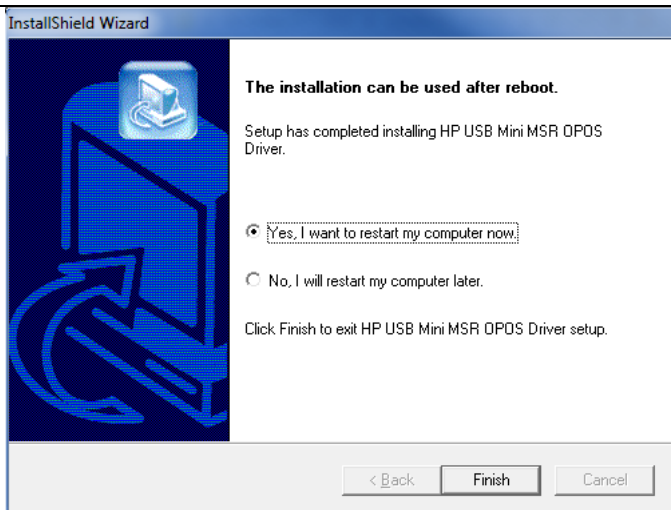 InstallShield Wizard
The installation can be used after reboot.
Setup has completed installing HP USB Mini MSR OPOS
Driver.
Yes, I want to restart my computer now.
No, I will restart my computer later.
Click Finish to exit HP USB Mini MSR OPOS Driver setup.
< Back Finish Cancel